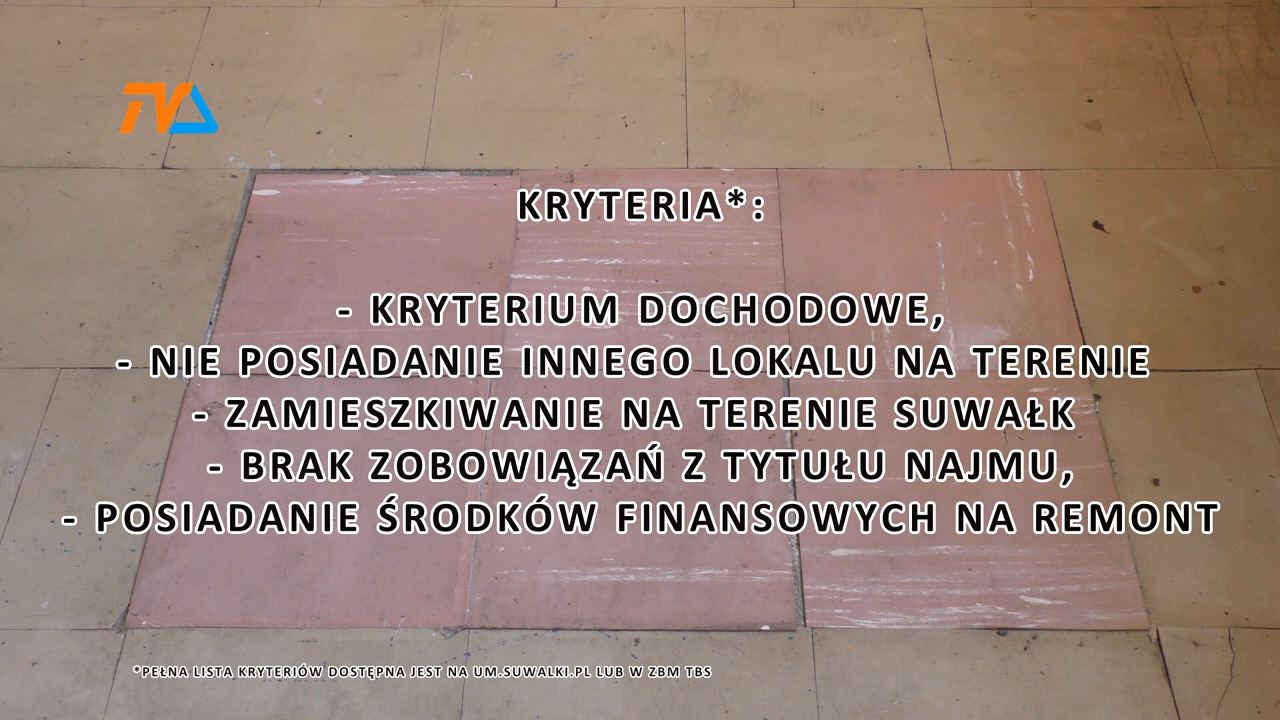 TVS
KRYTERIA*:
- KRYTERIUM DOCHODOWE,
- NIE POSIADANIE INNEGO LOKALU NA TERENIE
- ZAMIESZKIWANIE NA TERENIE SUWAŁK
- BRAK ZOBOWIĄZAŃ Z TYTUŁU NAJMU,
- POSIADANIE ŚRODKÓW FINANSOWYCH NA REMONT
*PEŁNA LISTA KRYTERIÓW DOSTĘPNA JEST NA UM.SUWALKI.PL LUB W ZBM TBS